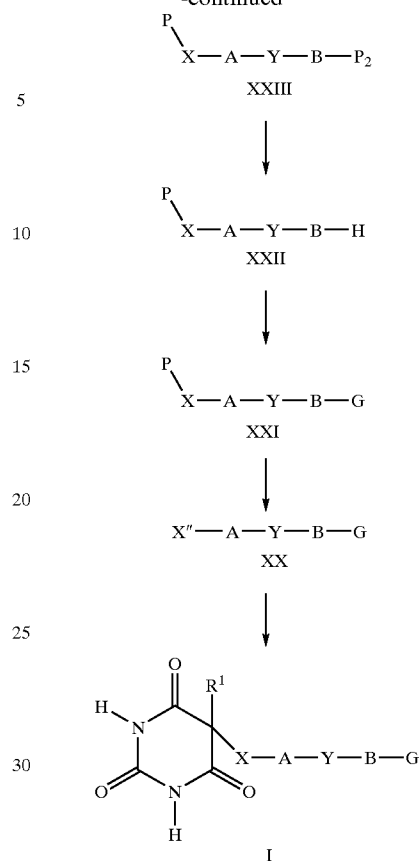 -continued
P
X—A—Y—B—P₂
5
XXIII
P
10
X—A—Y—B—H
XXII
15
P
X—A—Y—B—G
XXI
20
X″—A—Y—B—G
XX
25
O
R¹
H
N
30
X—A—Y—B—G
O
N
O
H
I